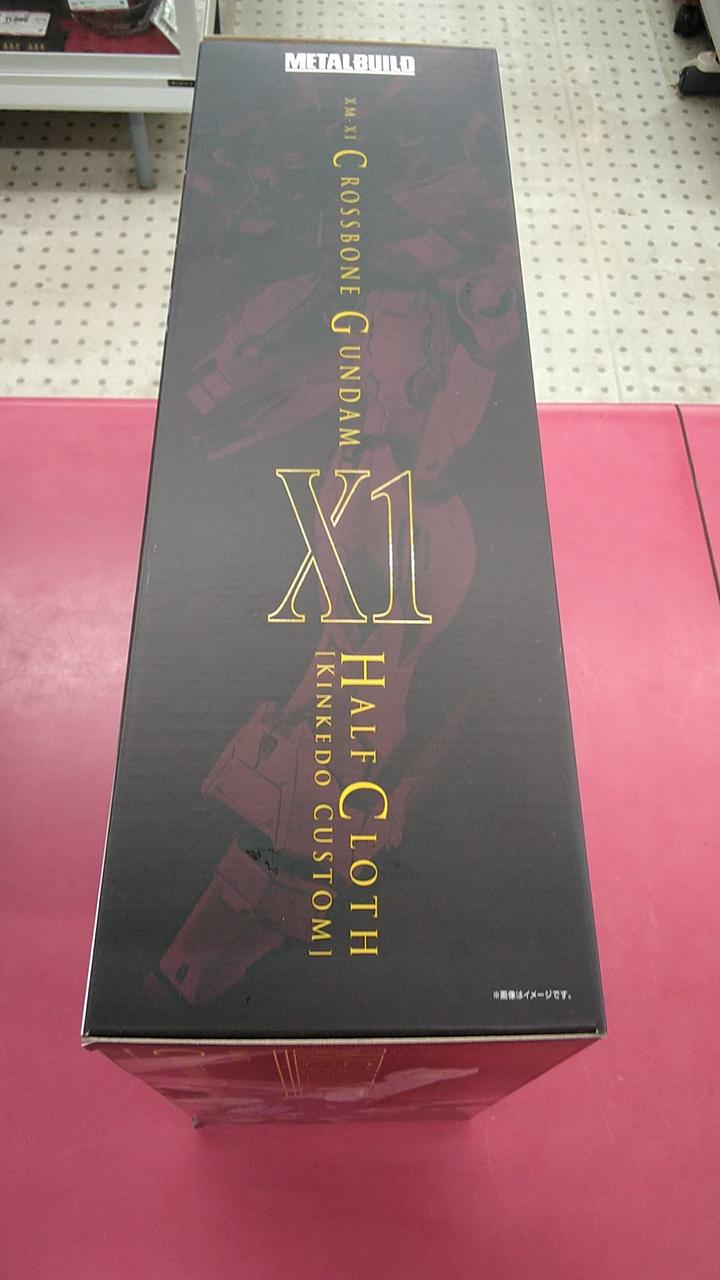 METALBUILD
XM-X1
CROSSBONE GUNDAM
X1
HALF CLOTH
[KINKEDO CUSTOM]
※画像はイメージです。